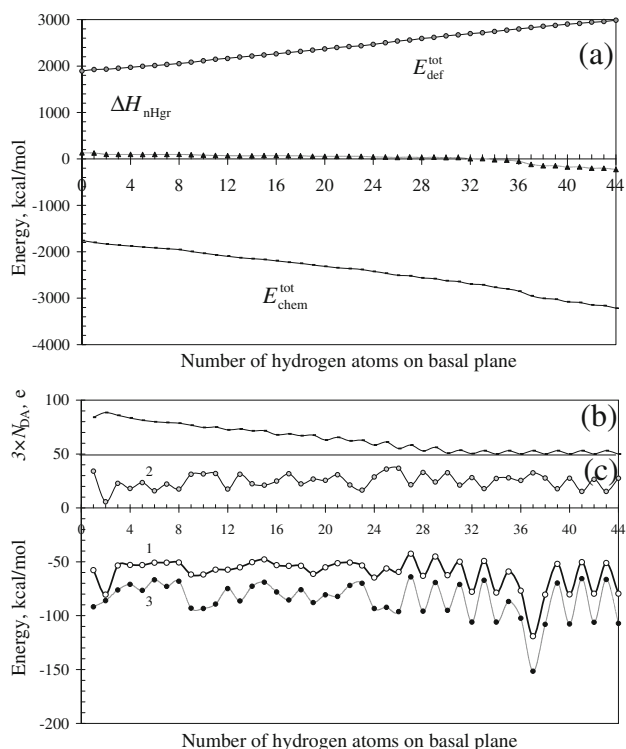 3000
(a)
E_def^tot
2000
ΔH_nHgr
1000
0
0 4 8 12 16 20 24 28 32 36 40 44
-1000
-2000
E_chem^tot
-3000
-4000
Energy, kcal/mol
Number of hydrogen atoms on basal plane
100
(b)
3×N_DA, e
50
(c)
2
0
0 4 8 12 16 20 24 28 32 36 40 44
1
-50
3
-100
-150
-200
Energy, kcal/mol
Number of hydrogen atoms on basal plane